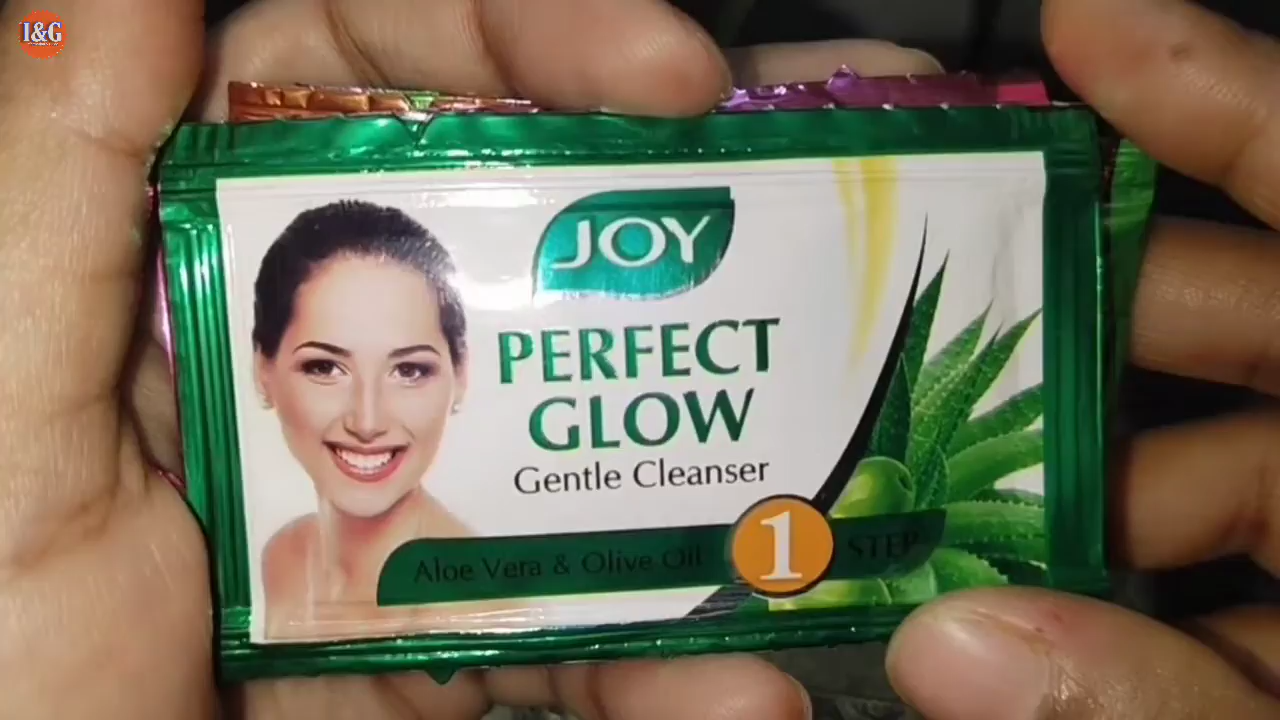 I&G
JOY
PERFECT
GLOW
Gentle Cleanser
Aloe Vera & Olive Oil
1 STEP